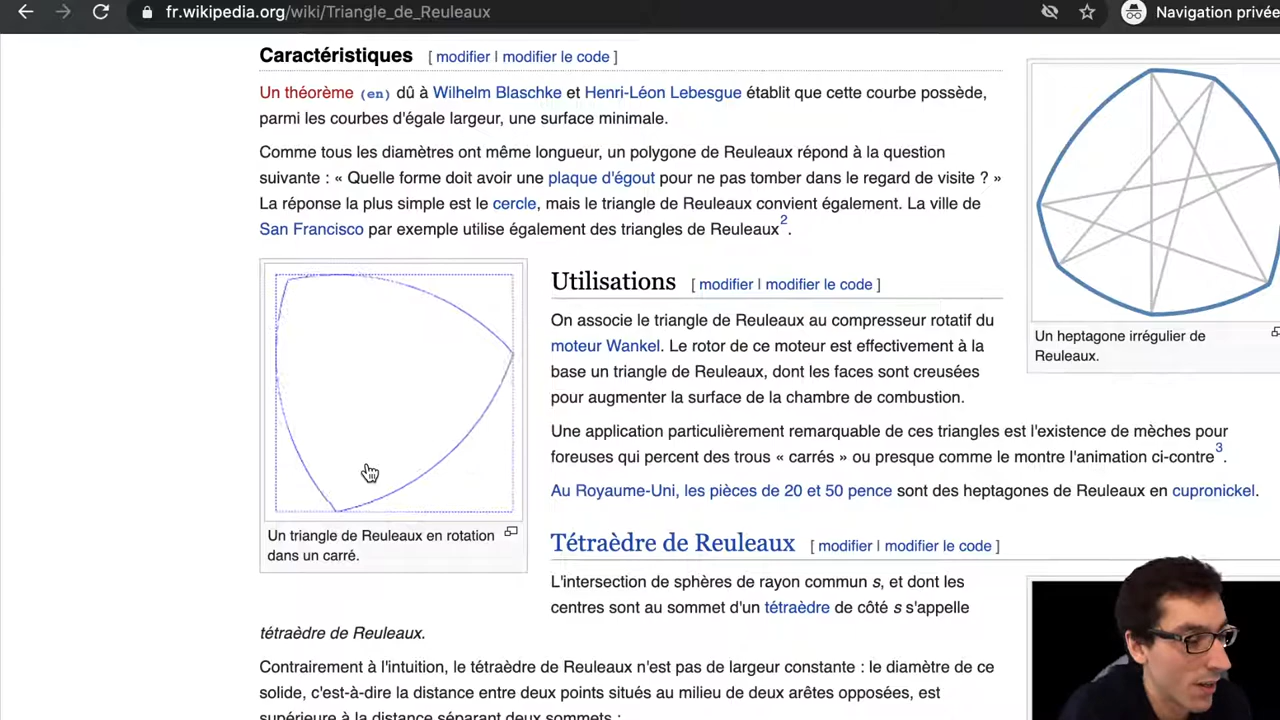 fr.wikipedia.org/wiki/Triangle_de_Reuleaux
Navigation privée
Caractéristiques [ modifier | modifier le code ]
Un théorème (en) dû à Wilhelm Blaschke et Henri-Léon Lebesgue établit que cette courbe possède,
parmi les courbes d'égale largeur, une surface minimale.
Comme tous les diamètres ont même longueur, un polygone de Reuleaux répond à la question
suivante : « Quelle forme doit avoir une plaque d'égout pour ne pas tomber dans le regard de visite ? »
La réponse la plus simple est le cercle, mais le triangle de Reuleaux convient également. La ville de
San Francisco par exemple utilise également des triangles de Reuleaux2.
Un heptagone irrégulier de
Reuleaux.
Un triangle de Reuleaux en rotation
dans un carré.
Utilisations [ modifier | modifier le code ]
On associe le triangle de Reuleaux au compresseur rotatif du
moteur Wankel. Le rotor de ce moteur est effectivement à la
base un triangle de Reuleaux, dont les faces sont creusées
pour augmenter la surface de la chambre de combustion.
Une application particulièrement remarquable de ces triangles est l'existence de mèches pour
foreuses qui percent des trous « carrés » ou presque comme le montre l'animation ci-contre3.
Au Royaume-Uni, les pièces de 20 et 50 pence sont des heptagones de Reuleaux en cupronickel.
Tétraèdre de Reuleaux [ modifier | modifier le code ]
L'intersection de sphères de rayon commun s, et dont les
centres sont au sommet d'un tétraèdre de côté s s'appelle
tétraèdre de Reuleaux.
Contrairement à l'intuition, le tétraèdre de Reuleaux n'est pas de largeur constante : le diamètre de ce
solide, c'est-à-dire la distance entre deux points situés au milieu de deux arêtes opposées, est
supérieure à la distance séparant deux sommets :